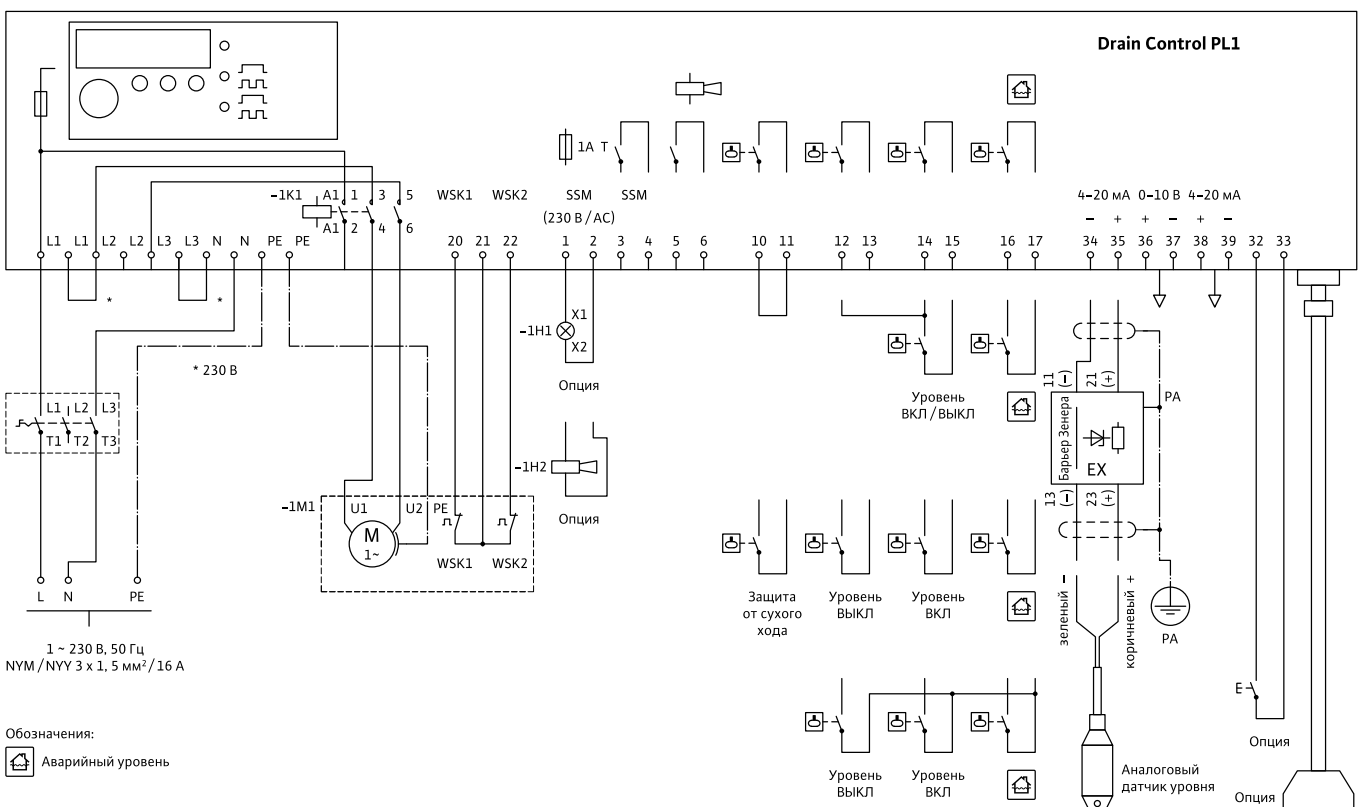 Drain Control PL1
1A T
4–20 мА 0–10 В 4–20 мА
– + + – + –
–1K1 A1 1 3 5 WSK1 WSK2 SSM SSM
(230 В / AC)
A1 2 4 6
L1 L1 L2 L2 L3 L3 N N PE PE 20 21 22 1 2 3 4 5 6 10 11 12 13 14 15 16 17 34 35 36 37 38 39 32 33
* *
* 230 В
–1H1 X1
X2
Опция
Уровень
ВКЛ / ВЫКЛ
11 (–) 21 (+)
PA
Барьер Зенера
EX
13 (–) 23 (+)
L1 L2 L3
T1 T2 T3
–1H2
Опция
–1M1 U1 U2 PE
M
1~
WSK1 WSK2
L N PE
1 ~ 230 В, 50 Гц
NYM / NYY 3 x 1, 5 мм² / 16 А
Защита
от сухого
хода
Уровень
ВЫКЛ
Уровень
ВКЛ
зеленый –
коричневый +
PA
E
Опция
Обозначения:
Аварийный уровень
Уровень
ВЫКЛ
Уровень
ВКЛ
Аналоговый
датчик уровня
Опция